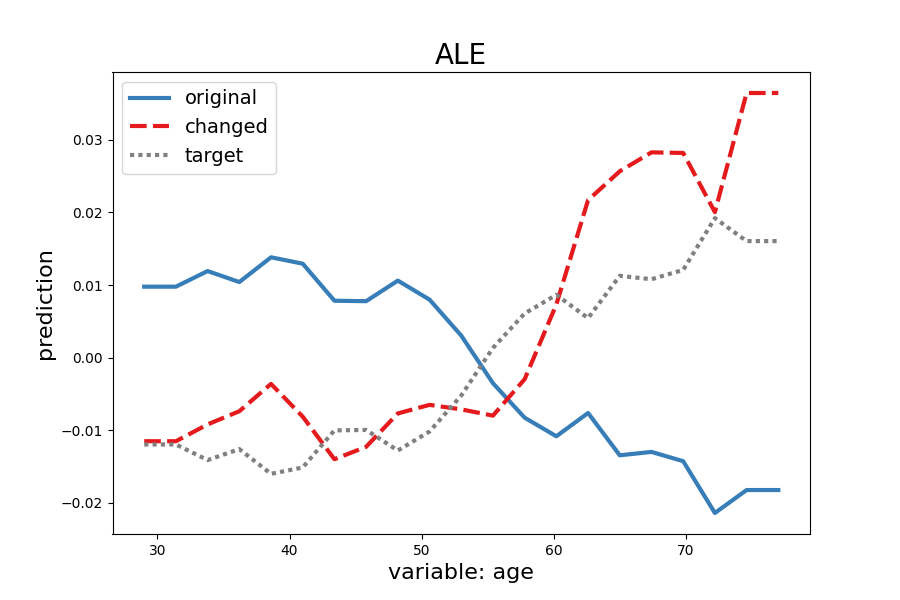 ALE
original
changed
target
prediction
0.03
0.02
0.01
0.00
−0.01
−0.02
30 40 50 60 70
variable: age